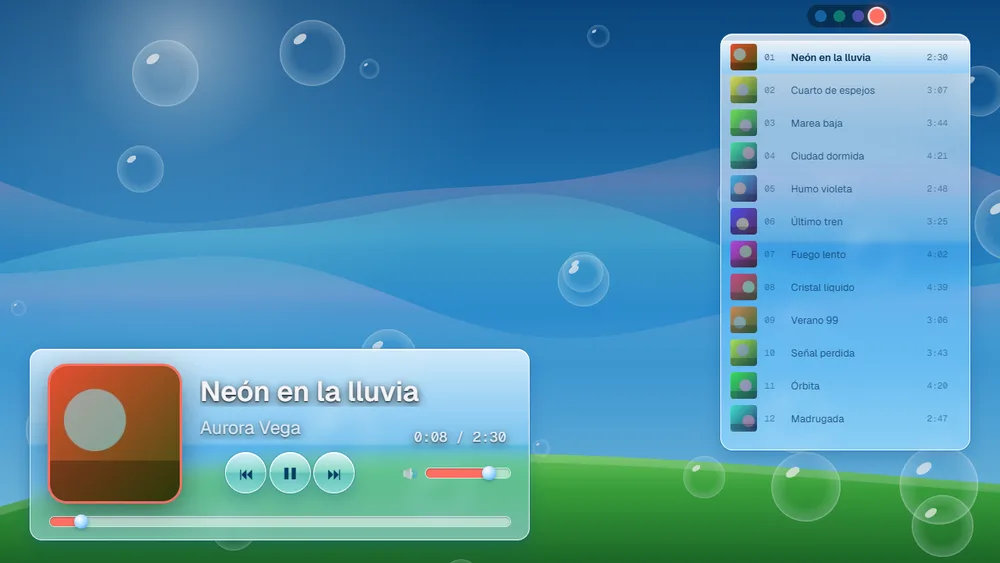 01 Neón en la lluvia 2:30
02 Cuarto de espejos 3:07
03 Marea baja 3:44
04 Ciudad dormida 4:21
05 Humo violeta 2:48
06 Último tren 3:25
07 Fuego lento 4:02
08 Cristal líquido 4:39
09 Verano 99 3:06
10 Señal perdida 3:43
11 Órbita 4:20
12 Madrugada 2:47
Neón en la lluvia
Aurora Vega
0:08 / 2:30